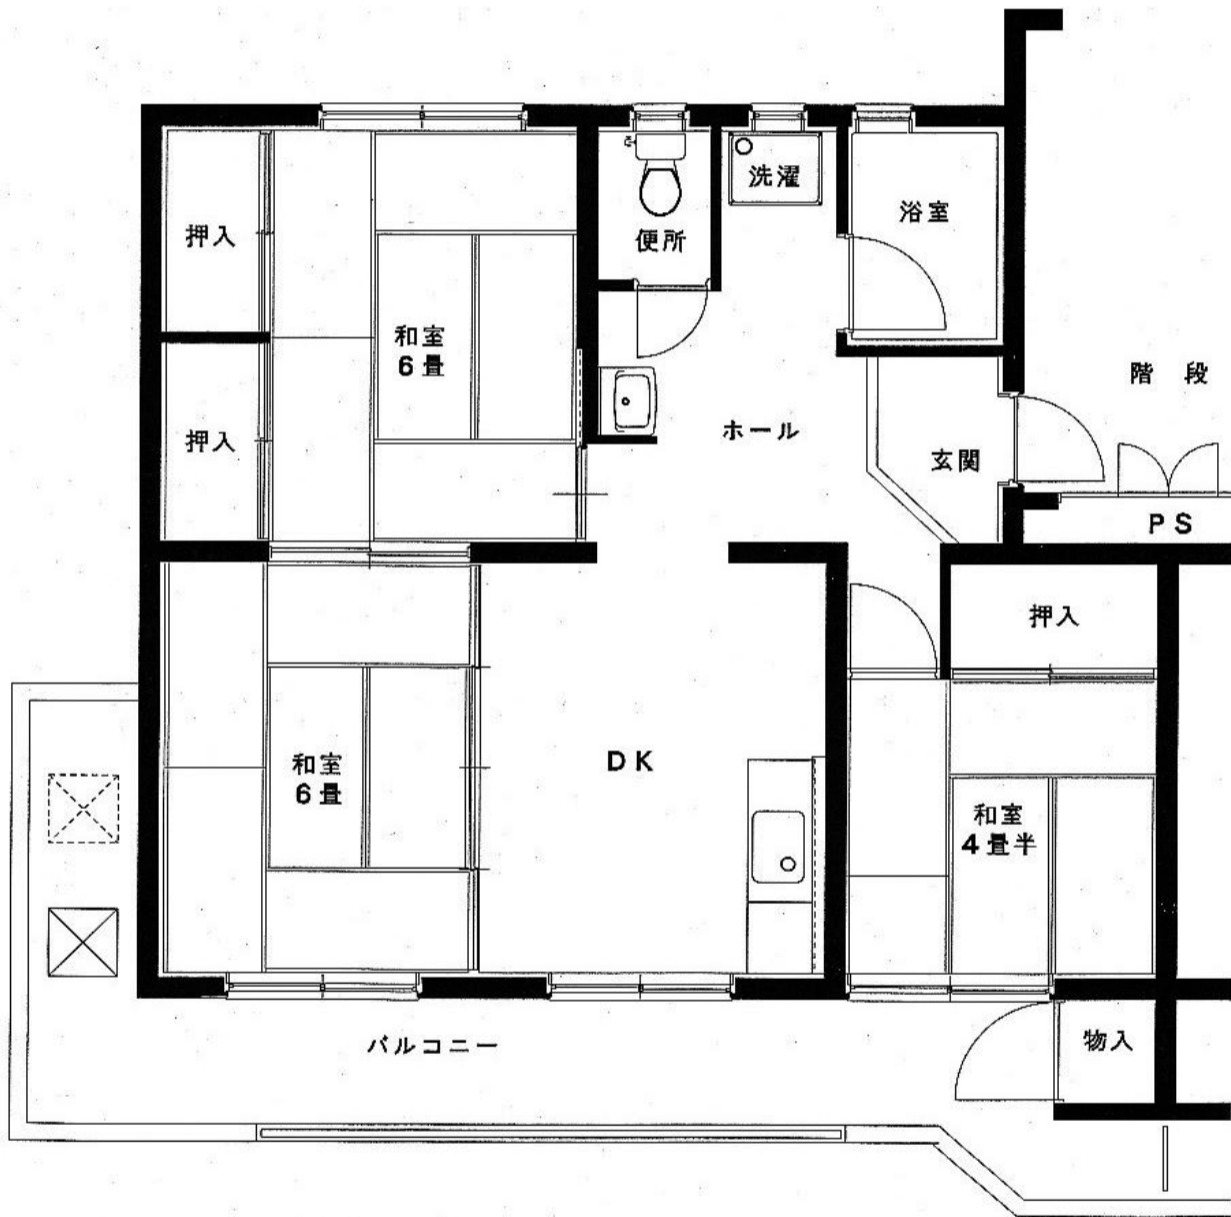 押入
洗濯
浴室
便所
和室
6畳
階段
押入
ホール
玄関
PS
押入
DK
和室
6畳
和室
4畳半
バルコニー
物入